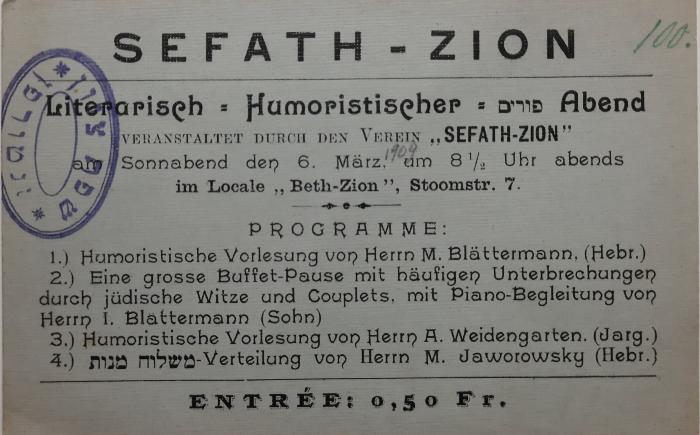 100.
SEFATH - ZION
Literarisch = Humoristischer = פורים Abend
VERANSTALTET DURCH DEN VEREIN „SEFATH-ZION"
am Sonnabend den 6. März, 1909 um 8 ½ Uhr abends
im Locale „Beth-Zion", Stoomstr. 7.
PROGRAMME:
1.) Humoristische Vorlesung von Herrn M. Blättermann, (Hebr.)
2.) Eine grosse Buffet-Pause mit häufigen Unterbrechungen
durch jüdische Witze und Couplets, mit Piano-Begleitung von
Herrn I. Blättermann (Sohn)
3.) Humoristische Vorlesung von Herrn A. Weidengarten. (Jarg.)
4.) משלוח מנות-Verteilung von Herrn M. Jaworowsky (Hebr.)
ENTRÉE: 0,50 Fr.